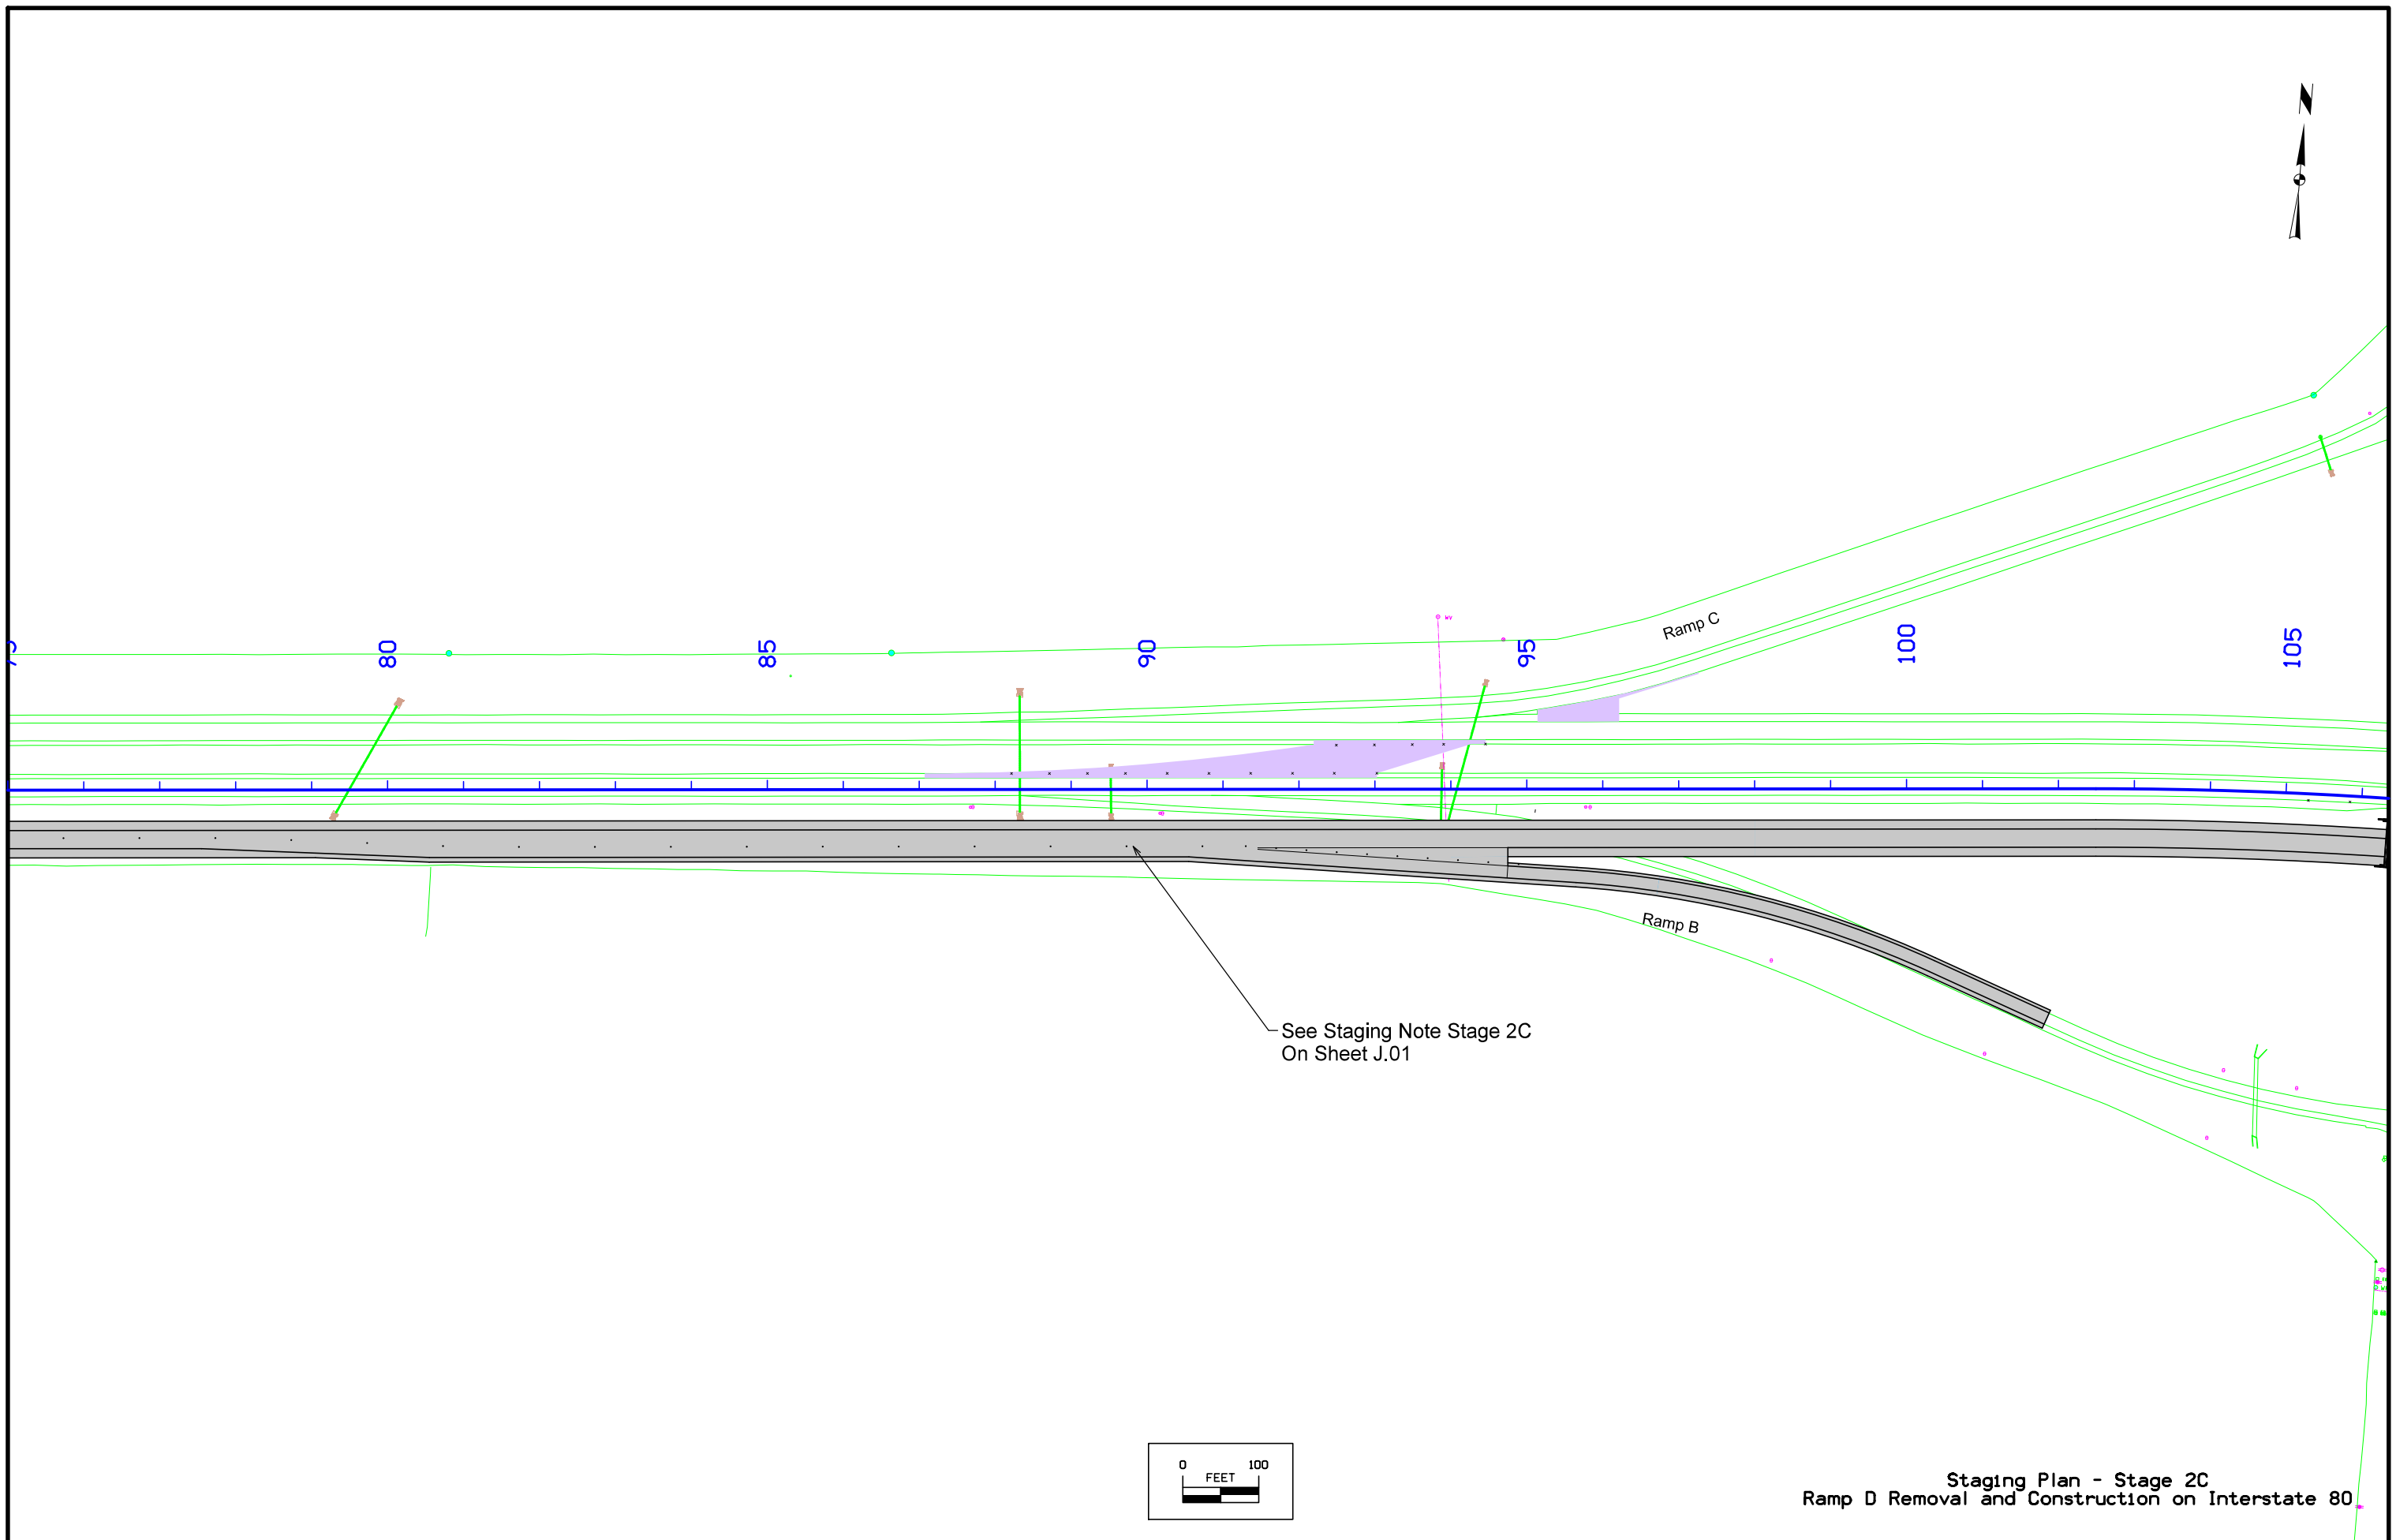 N
Ramp C
80
85
90
95
100
105
WV
Ramp B
See Staging Note Stage 2C
On Sheet J.01
0 100
FEET
Staging Plan - Stage 2C
Ramp D Removal and Construction on Interstate 80